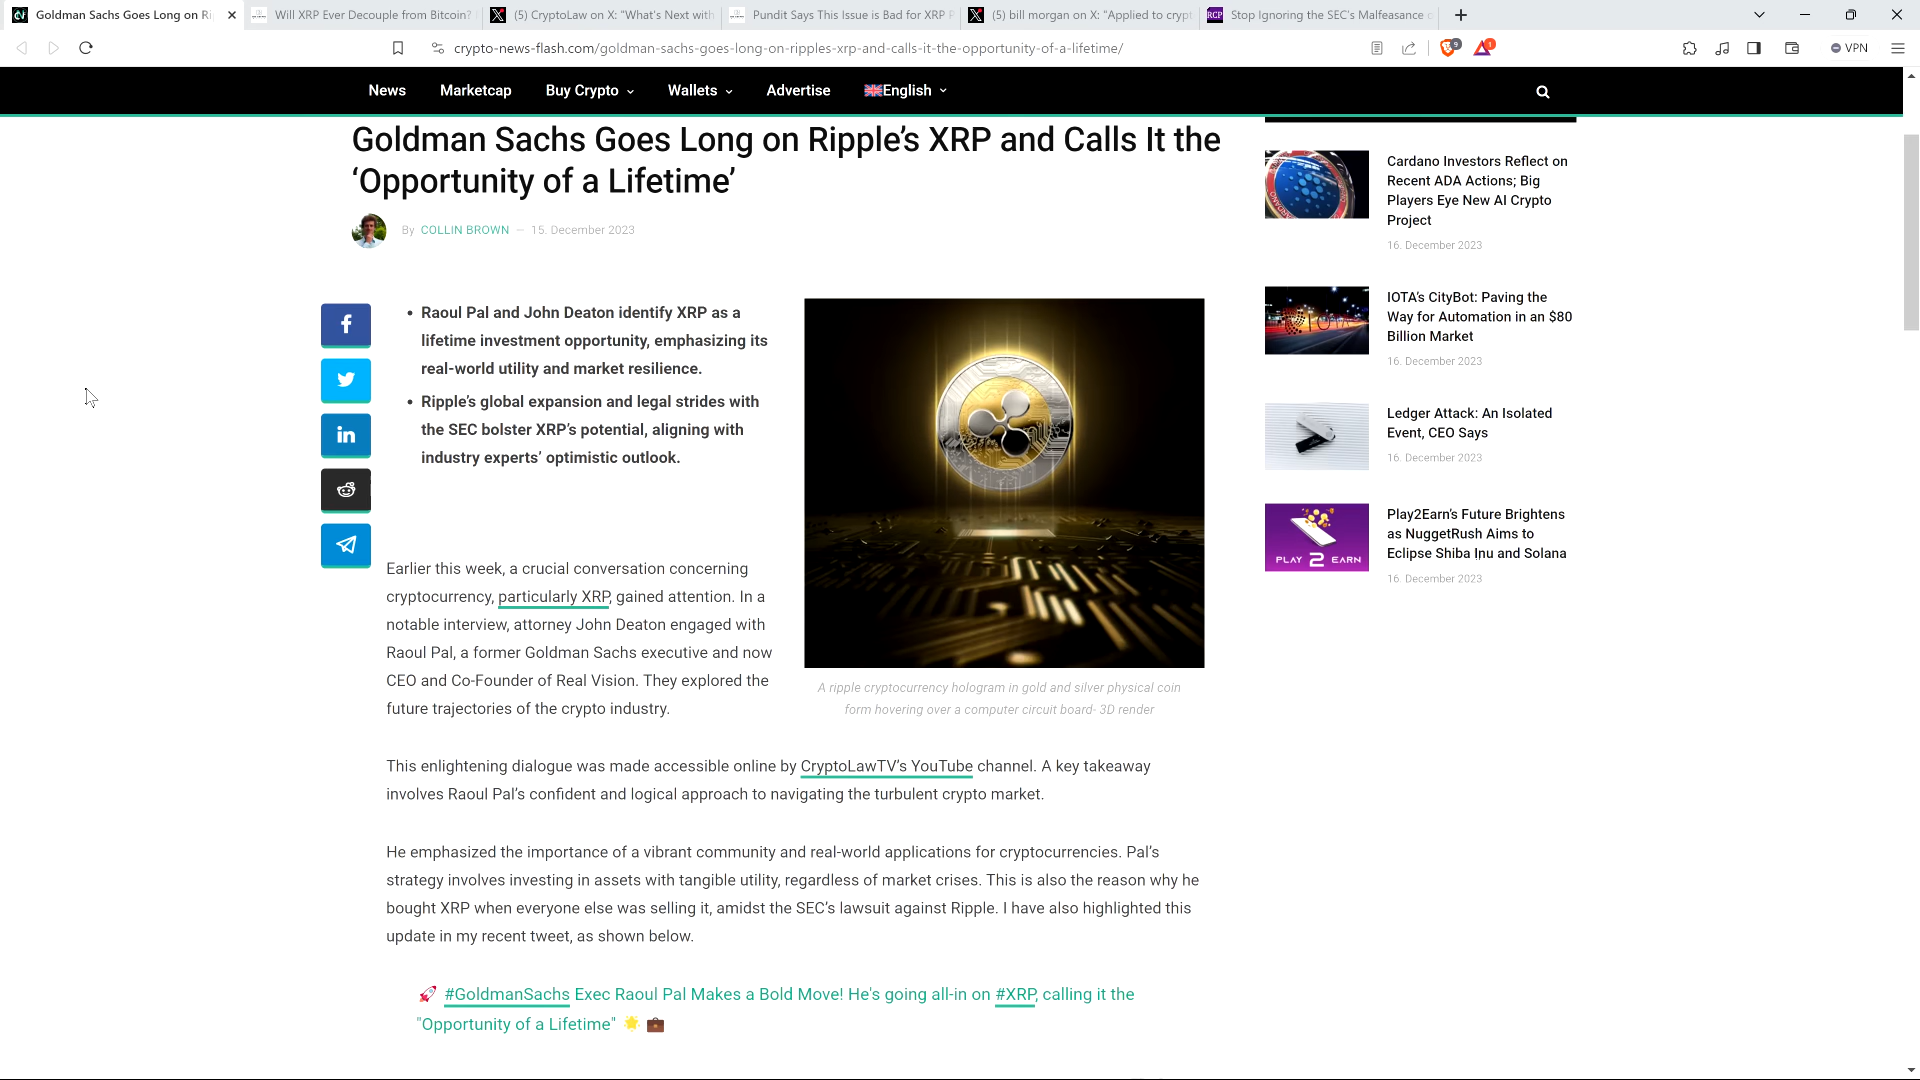 Goldman Sachs Goes Long on Ri
Will XRP Ever Decouple from Bitcoin?
(5) CryptoLaw on X: "What's Next with
Pundit Says This Issue is Bad for XRP P
(5) bill morgan on X: "Applied to crypt
RCP Stop Ignoring the SEC's Malfeasance o
crypto-news-flash.com/goldman-sachs-goes-long-on-ripples-xrp-and-calls-it-the-opportunity-of-a-lifetime/
VPN
News Marketcap Buy Crypto Wallets Advertise English
Goldman Sachs Goes Long on Ripple’s XRP and Calls It the
‘Opportunity of a Lifetime’
By COLLIN BROWN — 15. December 2023
• Raoul Pal and John Deaton identify XRP as a
lifetime investment opportunity, emphasizing its
real-world utility and market resilience.
• Ripple’s global expansion and legal strides with
the SEC bolster XRP’s potential, aligning with
industry experts’ optimistic outlook.
Earlier this week, a crucial conversation concerning
cryptocurrency, particularly XRP, gained attention. In a
notable interview, attorney John Deaton engaged with
Raoul Pal, a former Goldman Sachs executive and now
CEO and Co-Founder of Real Vision. They explored the
future trajectories of the crypto industry.
A ripple cryptocurrency hologram in gold and silver physical coin
form hovering over a computer circuit board- 3D render
This enlightening dialogue was made accessible online by CryptoLawTV’s YouTube channel. A key takeaway
involves Raoul Pal’s confident and logical approach to navigating the turbulent crypto market.
He emphasized the importance of a vibrant community and real-world applications for cryptocurrencies. Pal’s
strategy involves investing in assets with tangible utility, regardless of market crises. This is also the reason why he
bought XRP when everyone else was selling it, amidst the SEC’s lawsuit against Ripple. I have also highlighted this
update in my recent tweet, as shown below.
🚀 #GoldmanSachs Exec Raoul Pal Makes a Bold Move! He's going all-in on #XRP, calling it the
"Opportunity of a Lifetime" 🌟 💼
Cardano Investors Reflect on
Recent ADA Actions; Big
Players Eye New AI Crypto
Project
16. December 2023
IOTA’s CityBot: Paving the
Way for Automation in an $80
Billion Market
16. December 2023
Ledger Attack: An Isolated
Event, CEO Says
16. December 2023
PLAY 2 EARN
Play2Earn’s Future Brightens
as NuggetRush Aims to
Eclipse Shiba Inu and Solana
16. December 2023